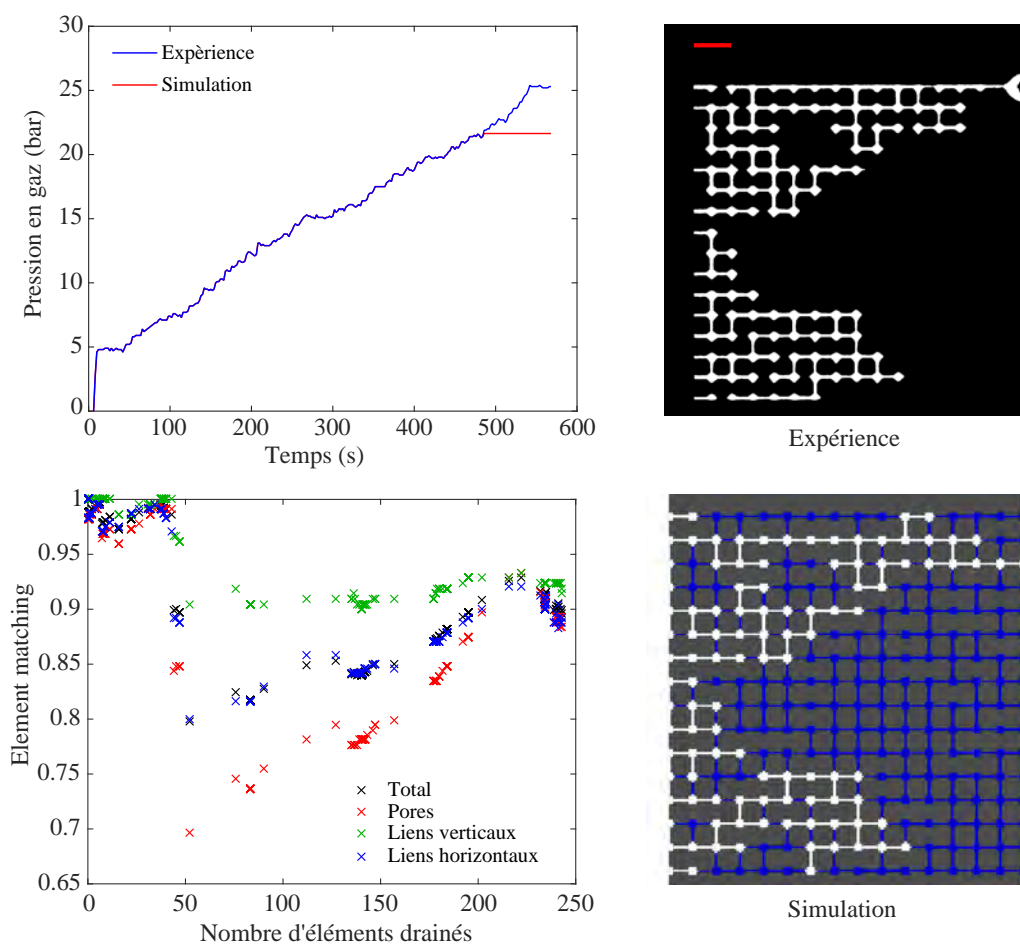 30
25
20
15
10
5
0
Pression en gaz (bar)
Expèrience
Simulation
0 100 200 300 400 500 600
Temps (s)
Expérience
1
0.95
0.9
0.85
0.8
0.75
0.7
0.65
Element matching
Total
Pores
Liens verticaux
Liens horizontaux
0 50 100 150 200 250
Nombre d'éléments drainés
Simulation